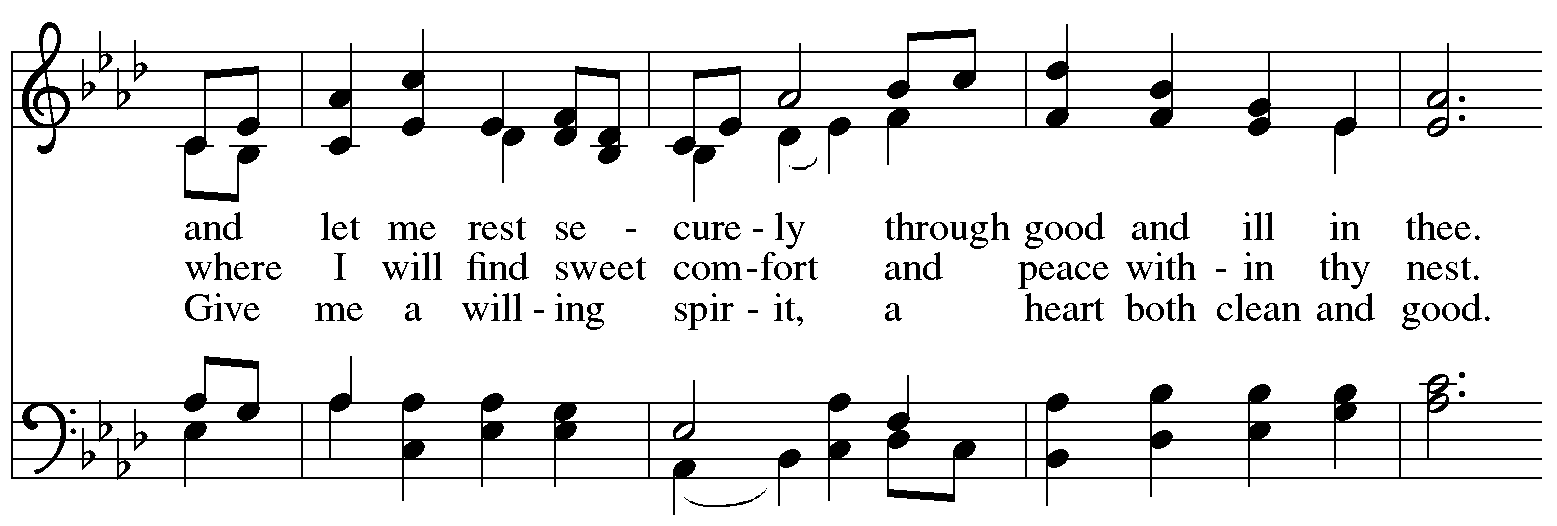 and let me rest se - cure - ly through good and ill in thee.
where I will find sweet com - fort and peace with - in thy nest.
Give me a will - ing spir - it, a heart both clean and good.